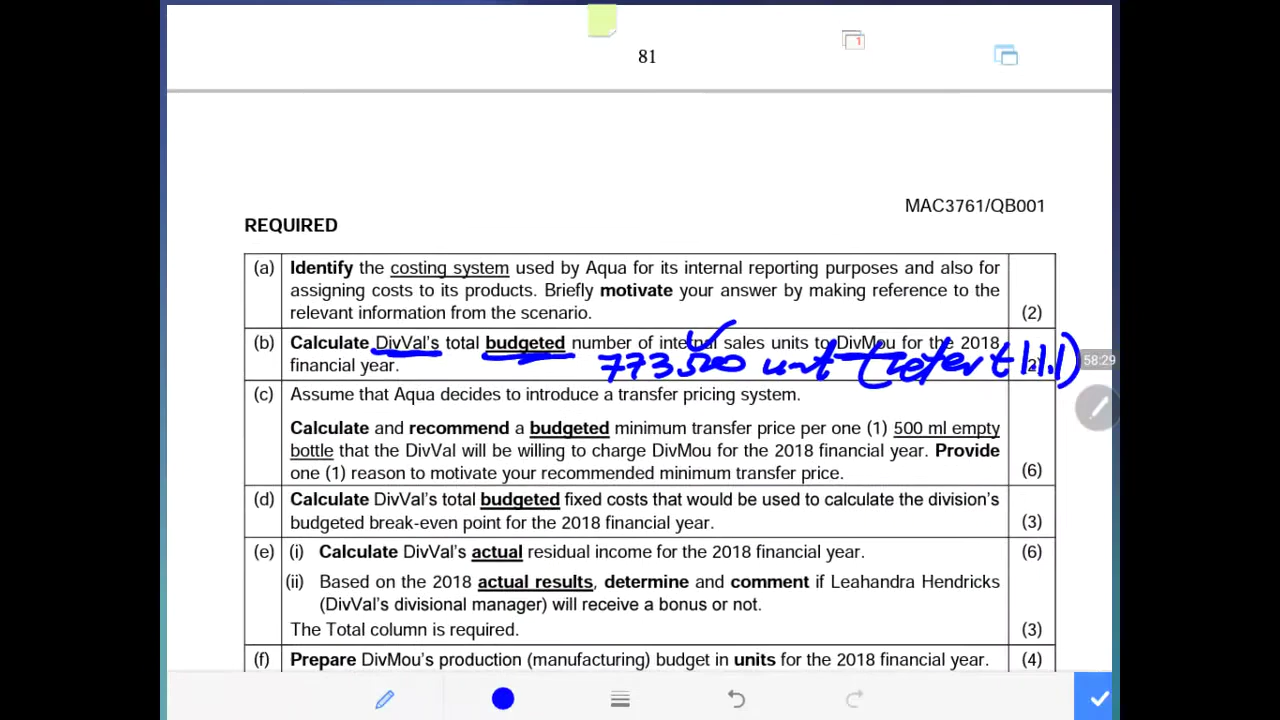 81
MAC3761/QB001
REQUIRED
(a) Identify the costing system used by Aqua for its internal reporting purposes and also for
assigning costs to its products. Briefly motivate your answer by making reference to the
relevant information from the scenario. (2)
(b) Calculate DivVal's total budgeted number of internal sales units to DivMou for the 2018
financial year. (2)
773500 unit (refer t 11.1)
58:29
(c) Assume that Aqua decides to introduce a transfer pricing system.
Calculate and recommend a budgeted minimum transfer price per one (1) 500 ml empty
bottle that the DivVal will be willing to charge DivMou for the 2018 financial year. Provide
one (1) reason to motivate your recommended minimum transfer price. (6)
(d) Calculate DivVal's total budgeted fixed costs that would be used to calculate the division's
budgeted break-even point for the 2018 financial year. (3)
(e) (i) Calculate DivVal's actual residual income for the 2018 financial year. (6)
(ii) Based on the 2018 actual results, determine and comment if Leahandra Hendricks
(DivVal's divisional manager) will receive a bonus or not.
The Total column is required. (3)
(f) Prepare DivMou's production (manufacturing) budget in units for the 2018 financial year. (4)